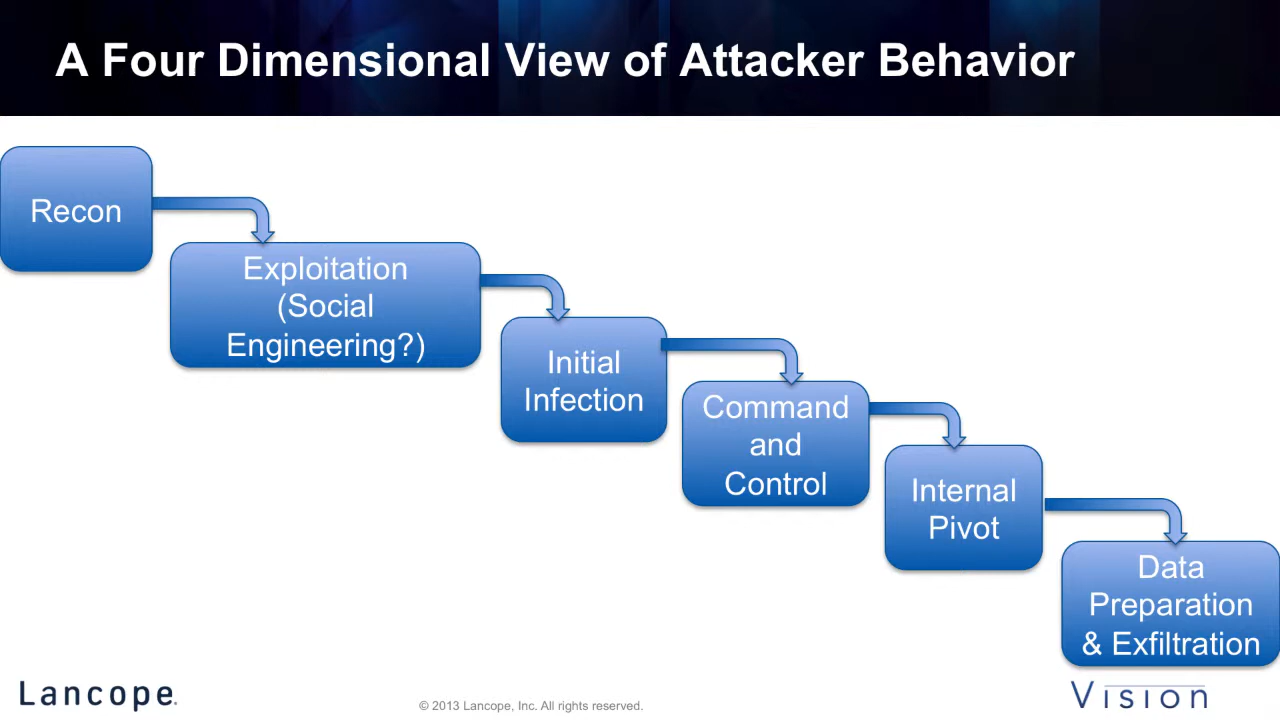 A Four Dimensional View of Attacker Behavior
Recon
Exploitation
(Social
Engineering?)
Initial
Infection
Command
and
Control
Internal
Pivot
Data
Preparation
& Exfiltration
Lancope.
© 2013 Lancope, Inc. All rights reserved.
Vision